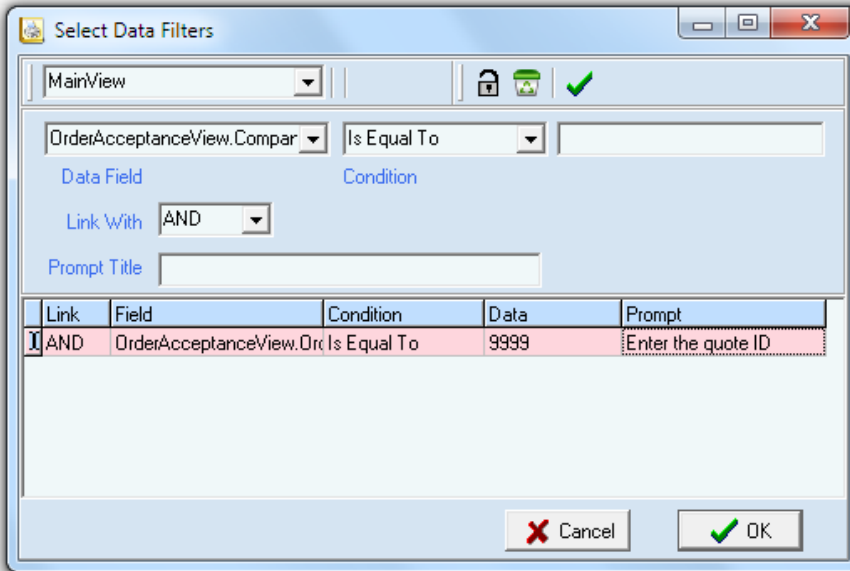 Select Data Filters
MainView
OrderAcceptanceView.Compar Is Equal To
Data Field Condition
Link With AND
Prompt Title
Link Field Condition Data Prompt
AND OrderAcceptanceView.Ord Is Equal To 9999 Enter the quote ID
Cancel OK